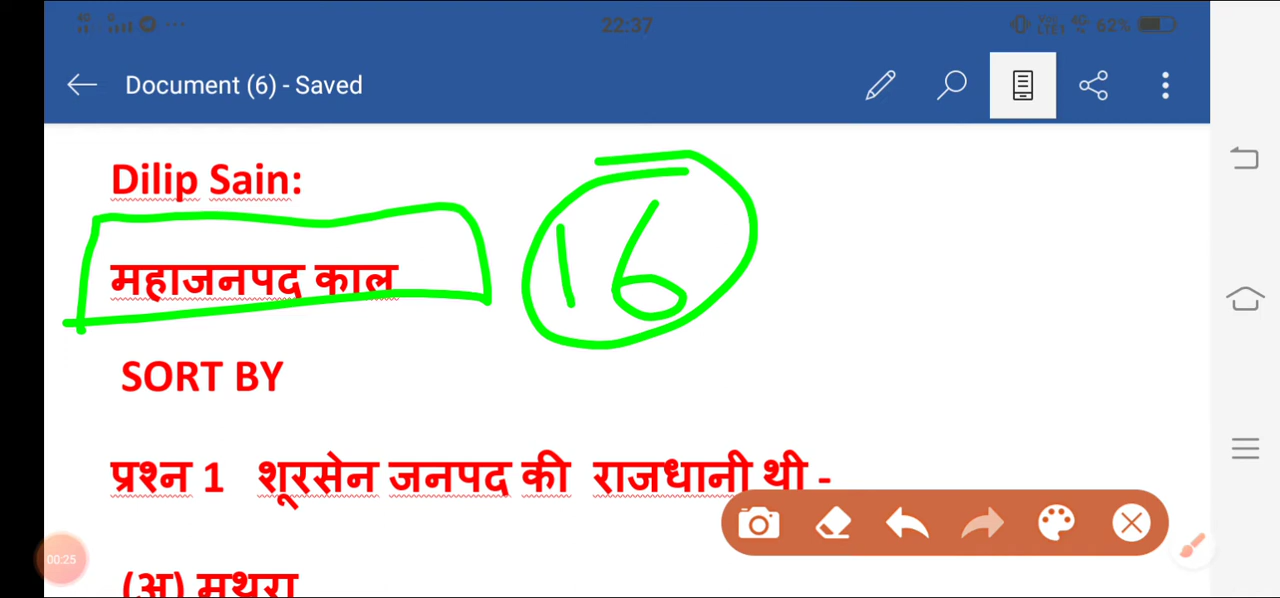 22:37
62%
Document (6) - Saved
Dilip Sain:
महाजनपद काल
16
SORT BY
प्रश्न 1 शूरसेन जनपद की राजधानी थी -
00:25
(अ) मथुरा